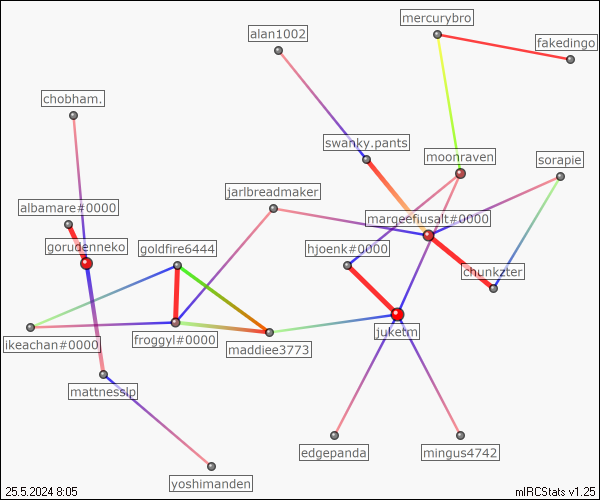 mercurybro
alan1002
fakedingo
chobham.
swanky.pants
moonraven
sorapie
jarlbreadmaker
albamare#0000
margeefusalt#0000
gorudenneko
goldfire6444
hjoenk#0000
chunkzter
juketm
froggyl#0000
ikeachan#0000
maddiee3773
mattnesslp
edgepanda
mingus4742
yoshimanden
25.5.2024 8:05
mIRCStats v1.25